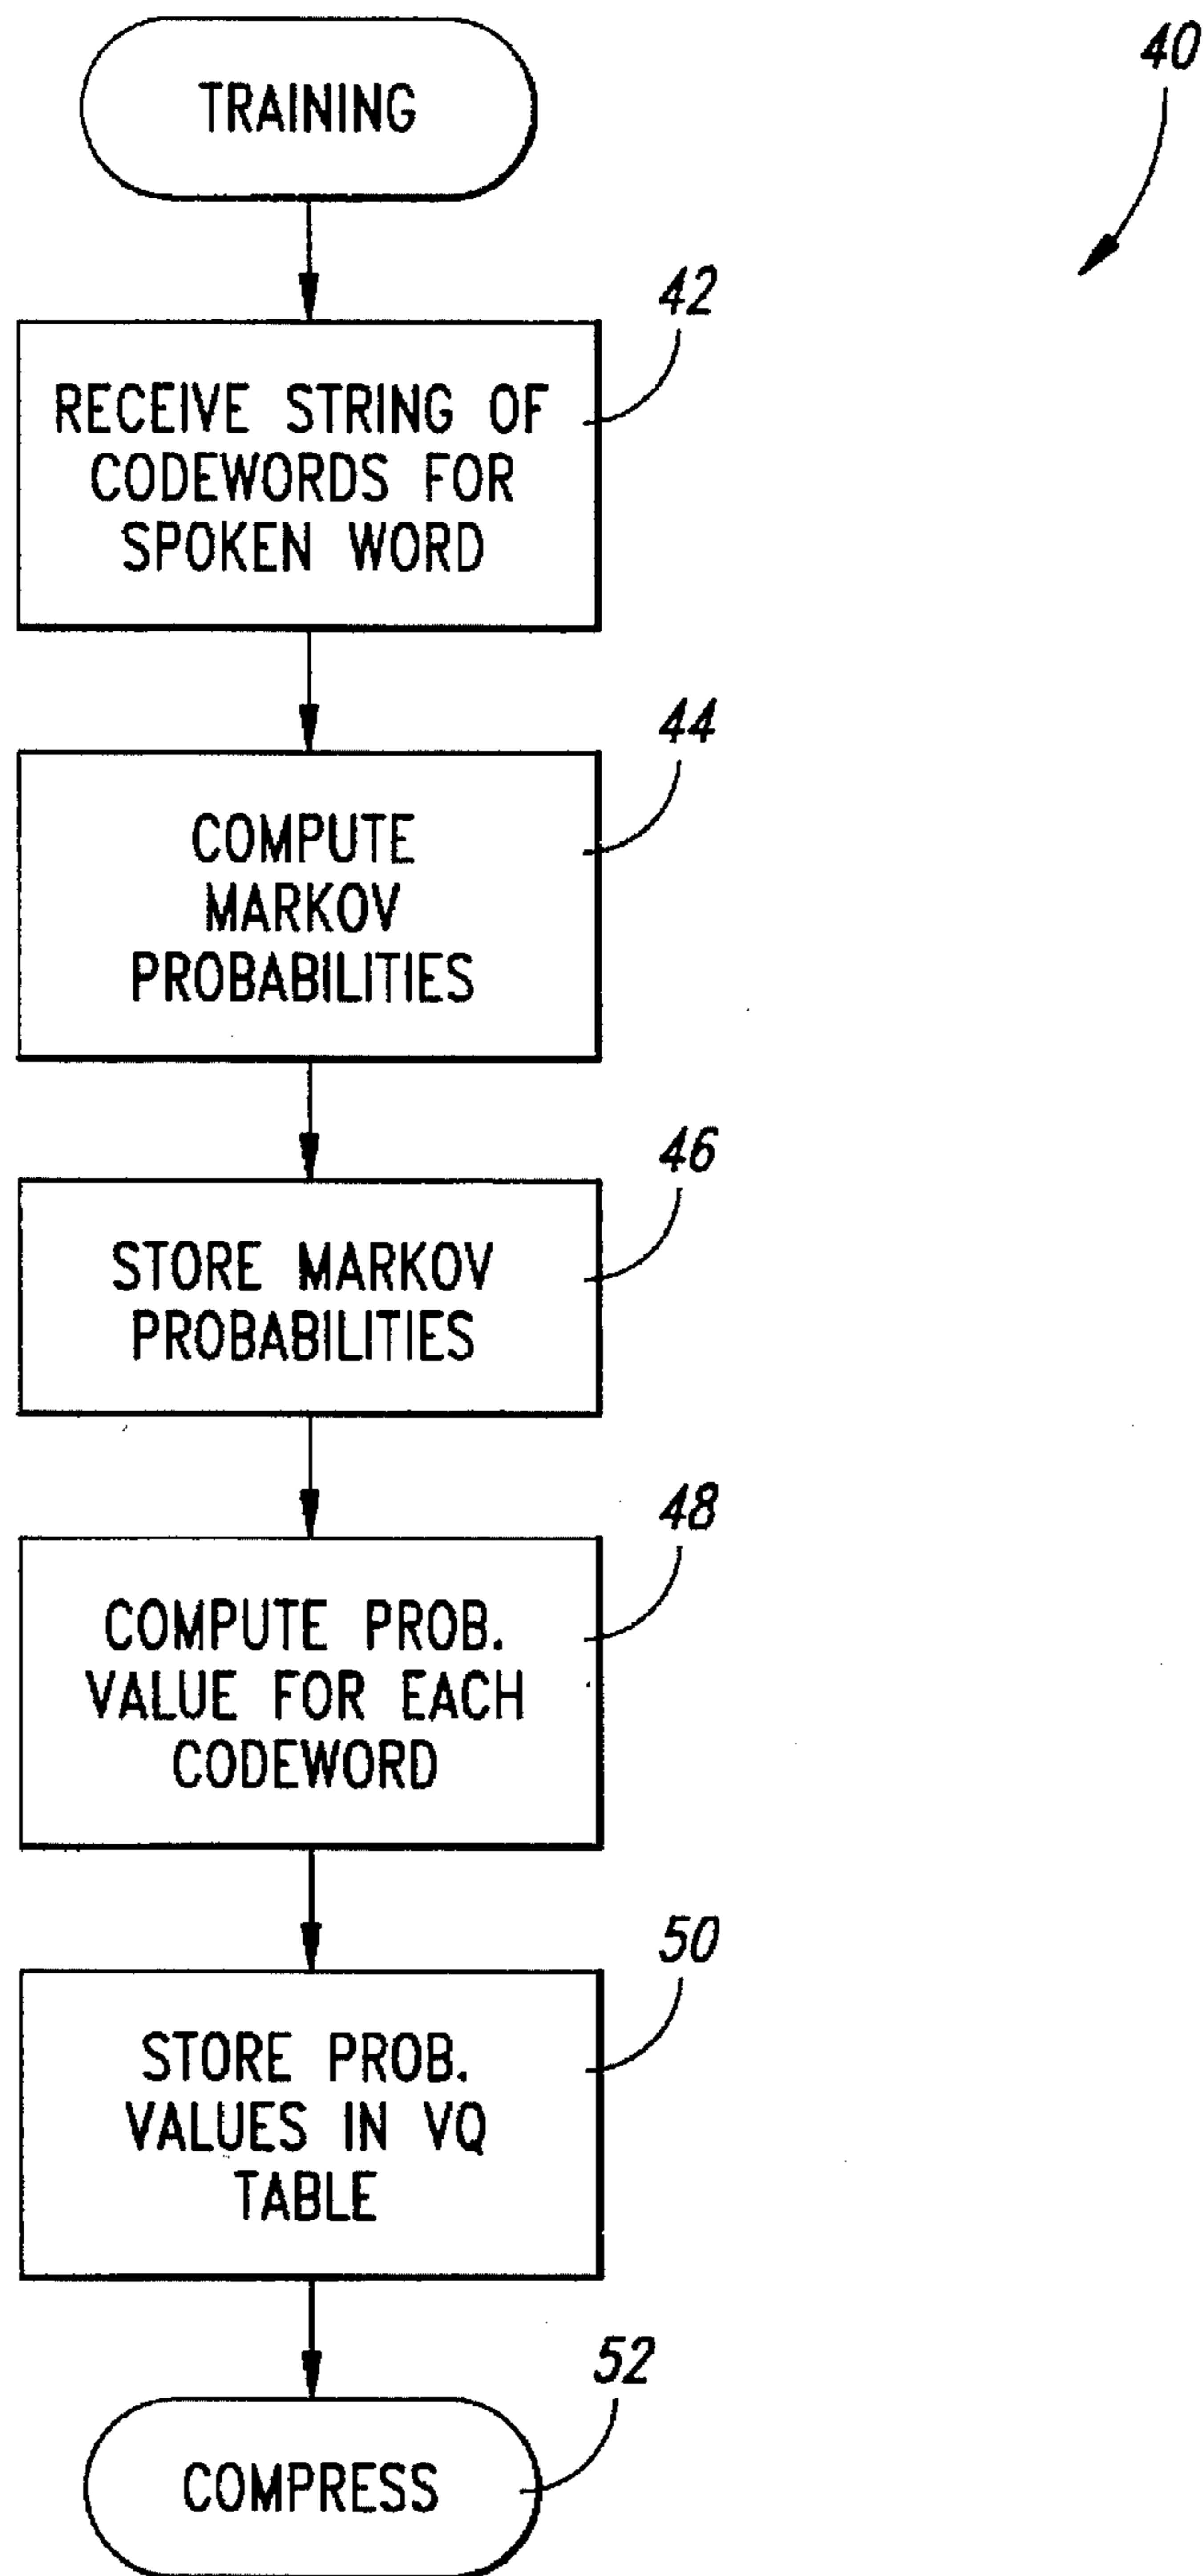 TRAINING
40
42
RECEIVE STRING OF
CODEWORDS FOR
SPOKEN WORD
44
COMPUTE
MARKOV
PROBABILITIES
46
STORE MARKOV
PROBABILITIES
48
COMPUTE PROB.
VALUE FOR EACH
CODEWORD
50
STORE PROB.
VALUES IN VQ
TABLE
52
COMPRESS